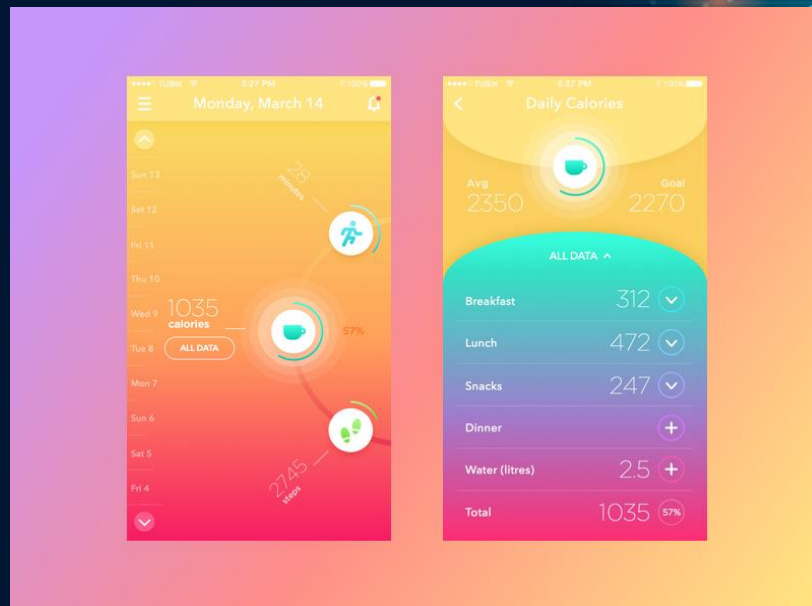 TUBIK 5:27 PM 100%
Monday, March 14
Sun 13
Sat 12
Fri 11
Thu 10
Wed 9
Tue 8
Mon 7
Sun 6
Sat 5
Fri 4
28
minutes
1035
calories
57%
ALL DATA
2745
steps
TUBIK 5:27 PM 100%
Daily Calories
Avg
2350
Goal
2270
ALL DATA
Breakfast 312
Lunch 472
Snacks 247
Dinner +
Water (litres) 2.5 +
Total 1035 57%